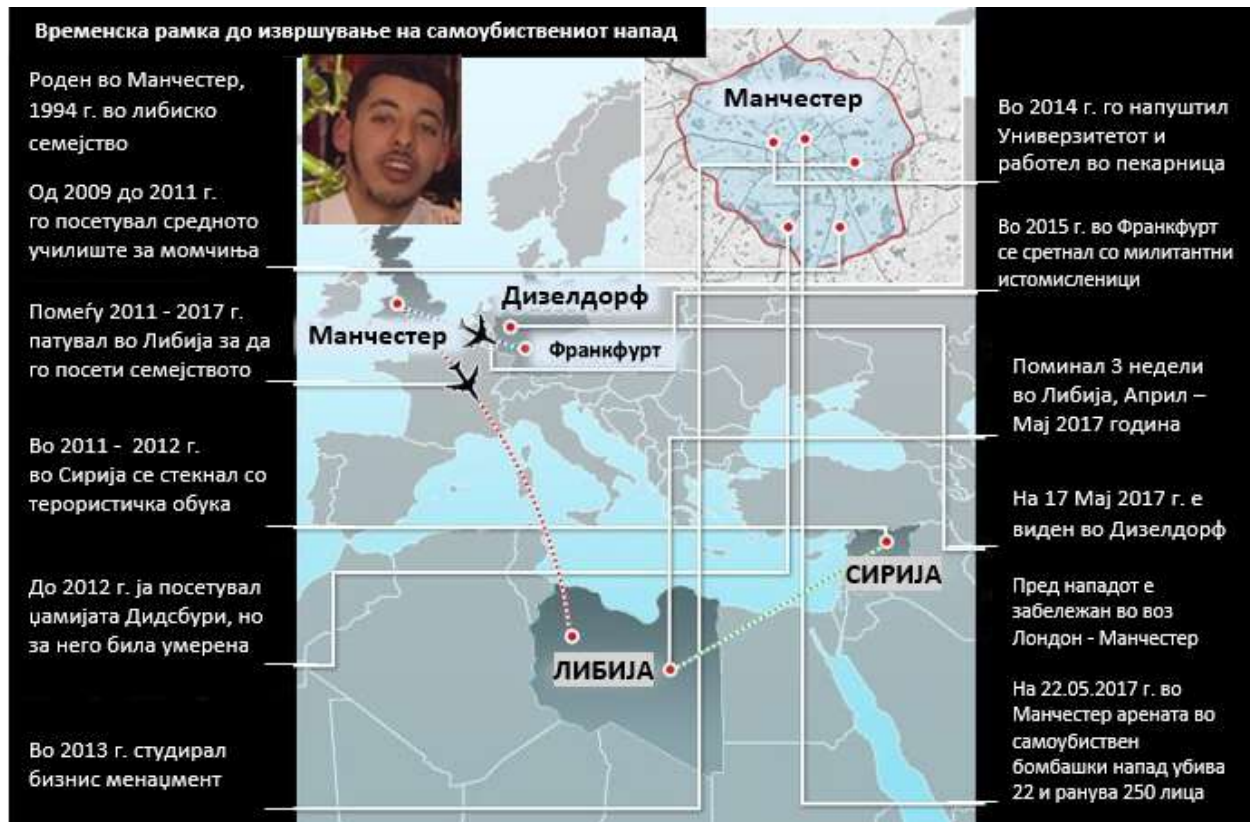 Временска рамка до извршување на самоубиствениот напад
Роден во Манчестер,
1994 г. во либиско
семејство
Од 2009 до 2011 г.
го посетувал средното
училиште за момчиња
Помеѓу 2011 - 2017 г.
патувал во Либија за да
го посети семејството
Во 2011 - 2012 г.
во Сирија се стекнал со
терористичка обука
До 2012 г. ја посетувал
џамијата Дидсбури, но
за него била умерена
Во 2013 г. студирал
бизнис менаџмент
Манчестер
Дизелдорф
Манчестер
Франкфурт
СИРИЈА
ЛИБИЈА
Во 2014 г. го напуштил
Универзитетот и
работел во пекарница
Во 2015 г. во Франкфурт
се сретнал со милитантни
истомисленици
Поминал 3 недели
во Либија, Април –
Мај 2017 година
На 17 Мај 2017 г. е
виден во Дизелдорф
Пред нападот е
забележан во воз
Лондон - Манчестер
На 22.05.2017 г. во
Манчестер арената во
самоубиствен
бомбашки напад убива
22 и ранува 250 лица